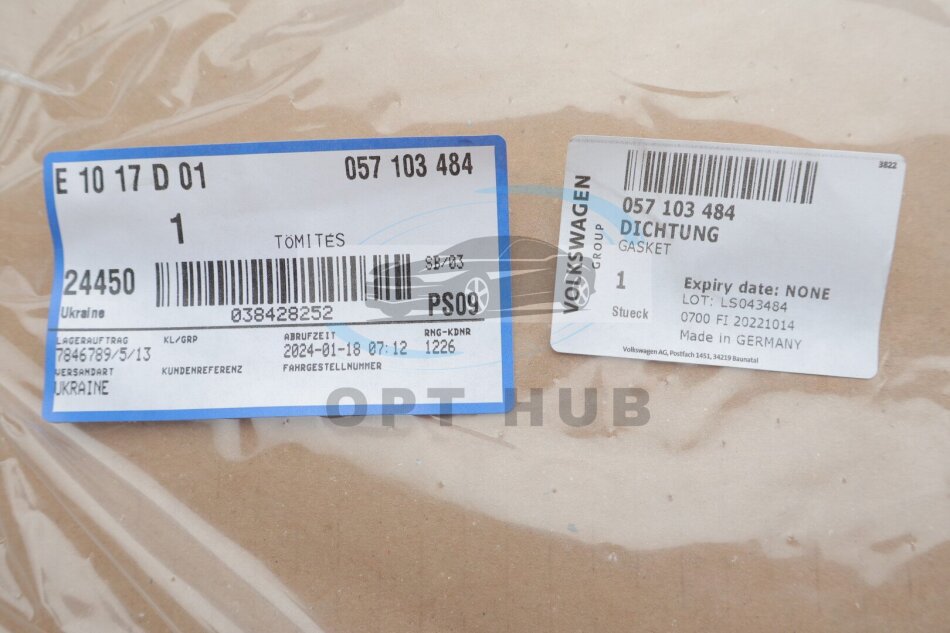 E 10 17 D 01
057 103 484
1
TÖMITÉS
24450
SB/03
Ukraine
038428252
PS09
LAGERAUFTRAG
KL/GRP
ABRUFZEIT
RNG-KDNR
7846789/5/13
2024-01-18 07:12
1226
VERSANDART
KUNDENREFERENZ
FAHRGESTELLNUMMER
UKRAINE
3822
VOLKSWAGEN
GROUP
057 103 484
DICHTUNG
GASKET
1
Stueck
Expiry date: NONE
LOT: LS043484
0700 FI 20221014
Made in GERMANY
Volkswagen AG, Postfach 1451, 34219 Baunatal
OPT HUB